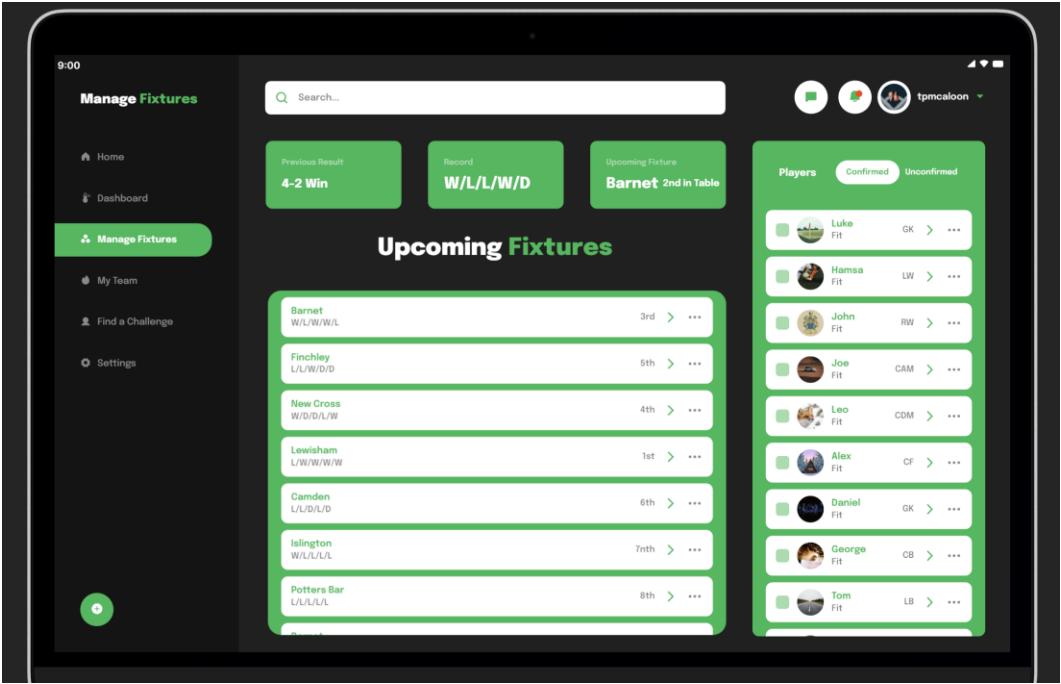 9:00
Manage Fixtures
Search...
tpmcaloon
Home
Dashboard
Manage Fixtures
My Team
Find a Challenge
Settings
Previous Result
4-2 Win
Record
W/L/L/W/D
Upcoming Fixture
Barnet 2nd in Table
Upcoming Fixtures
Barnet
W/L/W/W/L
3rd
Finchley
L/L/W/D/D
5th
New Cross
W/D/D/L/W
4th
Lewisham
L/W/W/W/W
1st
Camden
L/L/D/L/D
6th
Islington
W/L/L/L/L
7nth
Potters Bar
L/L/L/L/L
8th
Players
Confirmed
Unconfirmed
Luke
Fit
GK
Hamsa
Fit
LW
John
Fit
RW
Joe
Fit
CAM
Leo
Fit
CDM
Alex
Fit
CF
Daniel
Fit
GK
George
Fit
CB
Tom
Fit
LB